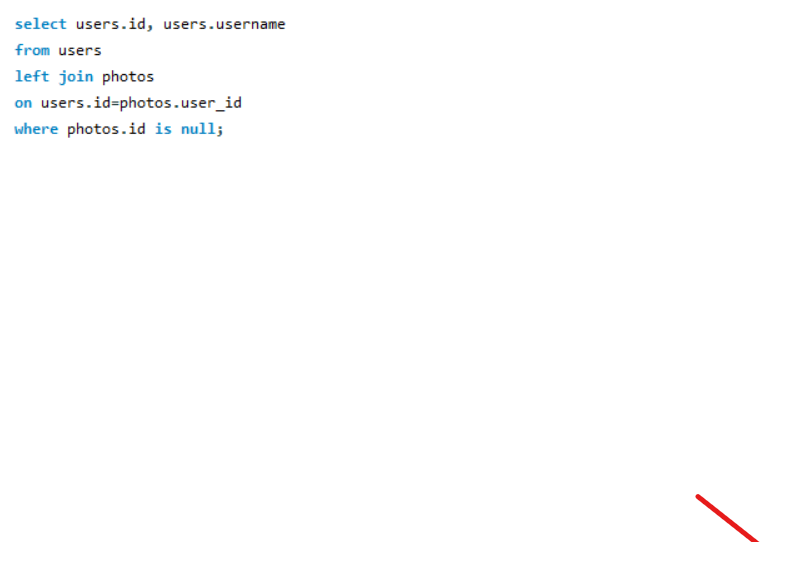 select users.id, users.username
from users
left join photos
on users.id=photos.user_id
where photos.id is null;